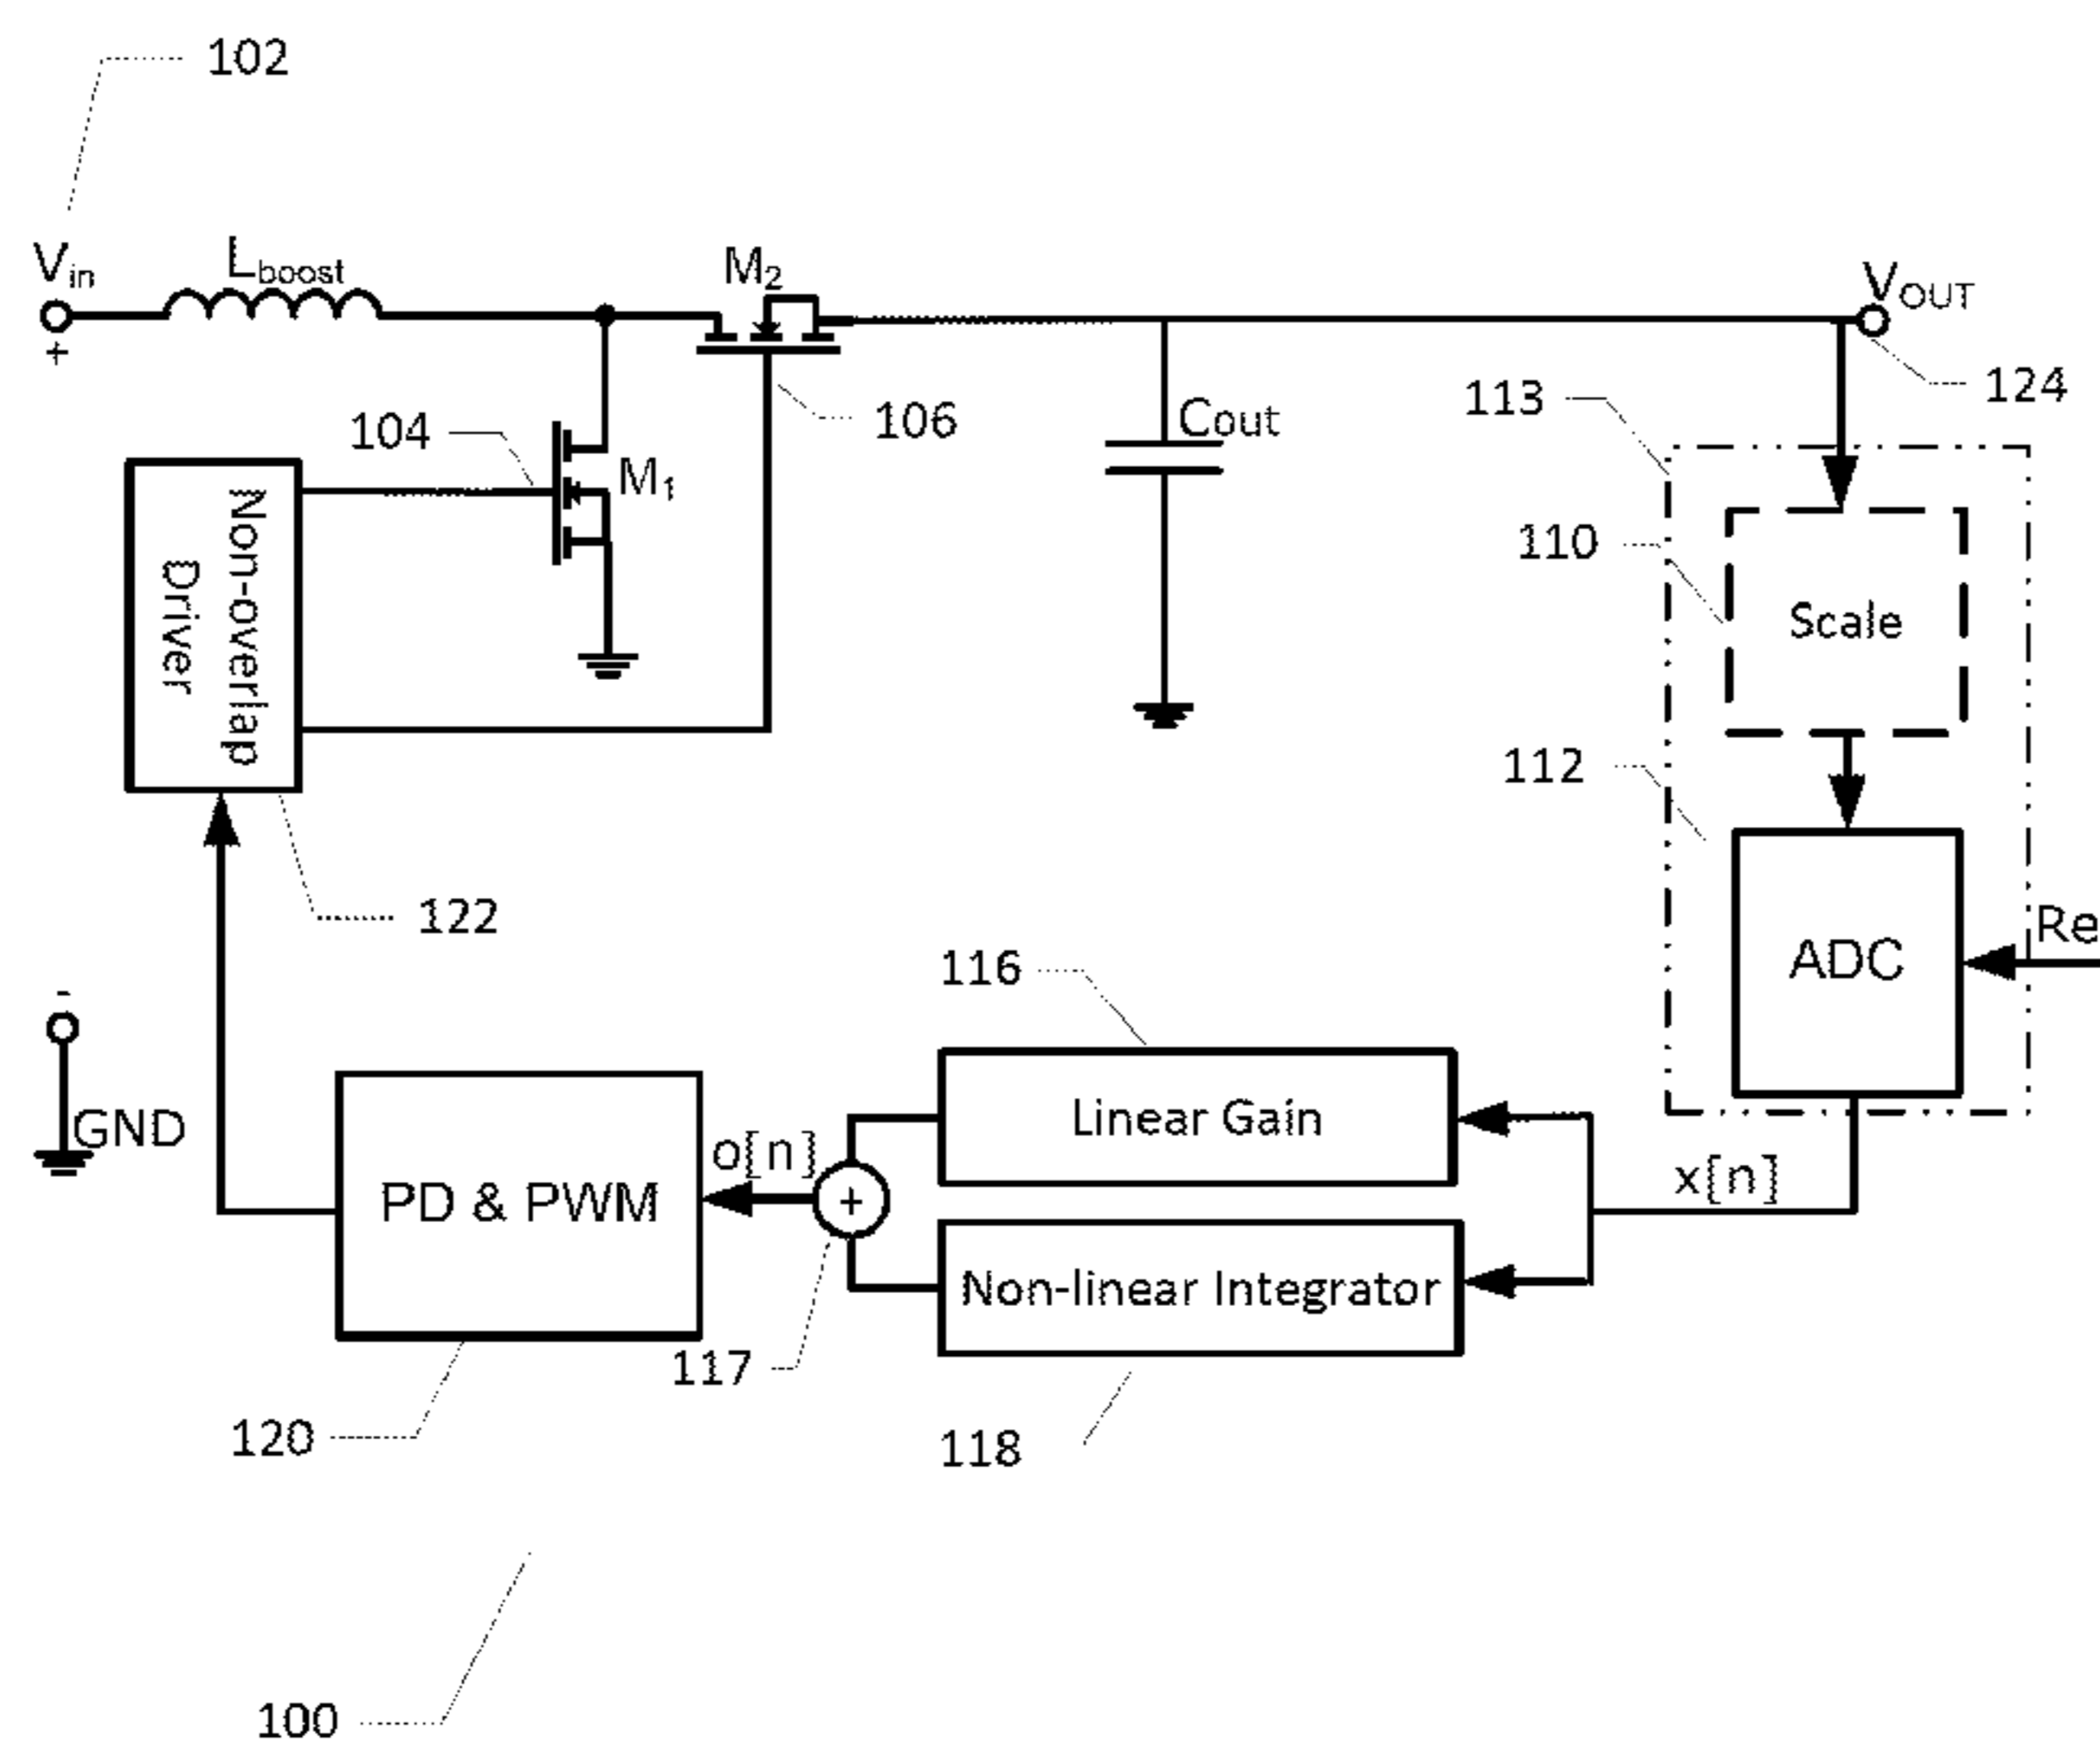 102
Vin
+
Lboost
M2
VOUT
124
113
106
Cout
104
M1
110
Scale
Non-overlap
Driver
112
122
116
ADC
Re
-
GND
Linear Gain
o[n]
x[n]
PD & PWM
+
Non-linear Integrator
117
120
118
100